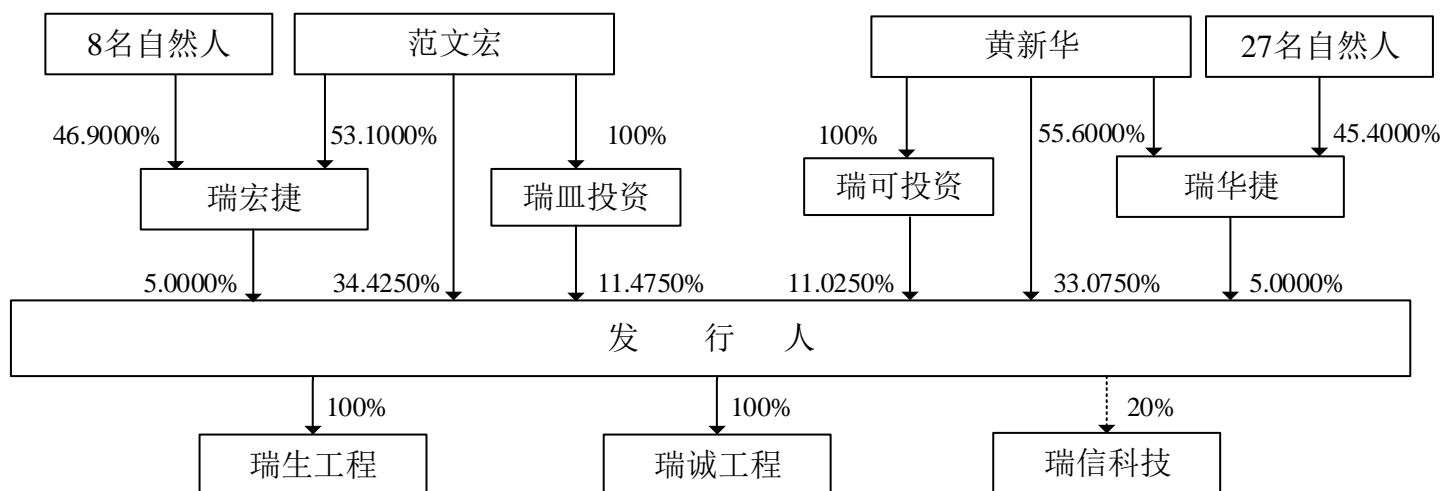 8名自然人
范文宏
黄新华
27名自然人
46.9000%
53.1000%
100%
100%
55.6000%
45.4000%
瑞宏捷
瑞皿投资
瑞可投资
瑞华捷
5.0000%
34.4250%
11.4750%
11.0250%
33.0750%
5.0000%
发 行 人
100%
100%
20%
瑞生工程
瑞诚工程
瑞信科技